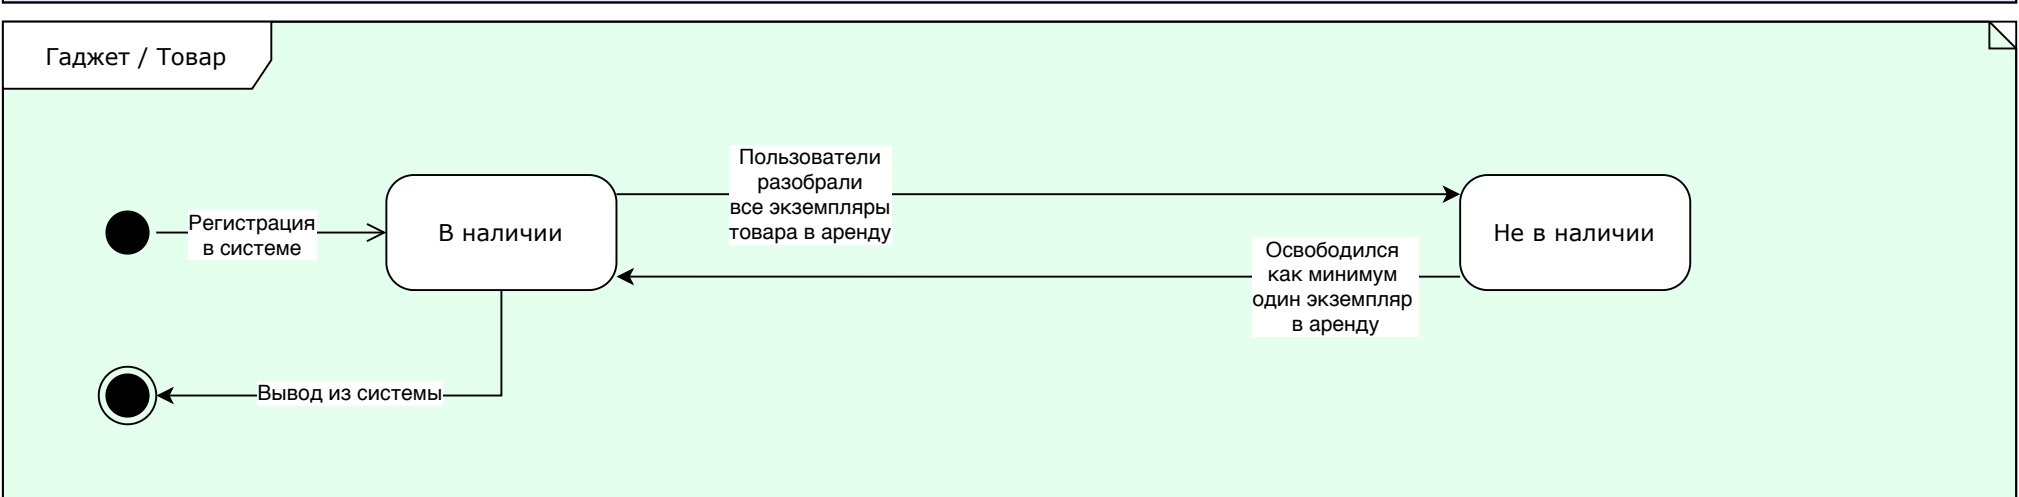 Гаджет / Товар
Пользователи
разобрали
все экземпляры
товара в аренду
Регистрация
в системе
В наличии
Не в наличии
Освободился
как минимум
один экземпляр
в аренду
Вывод из системы